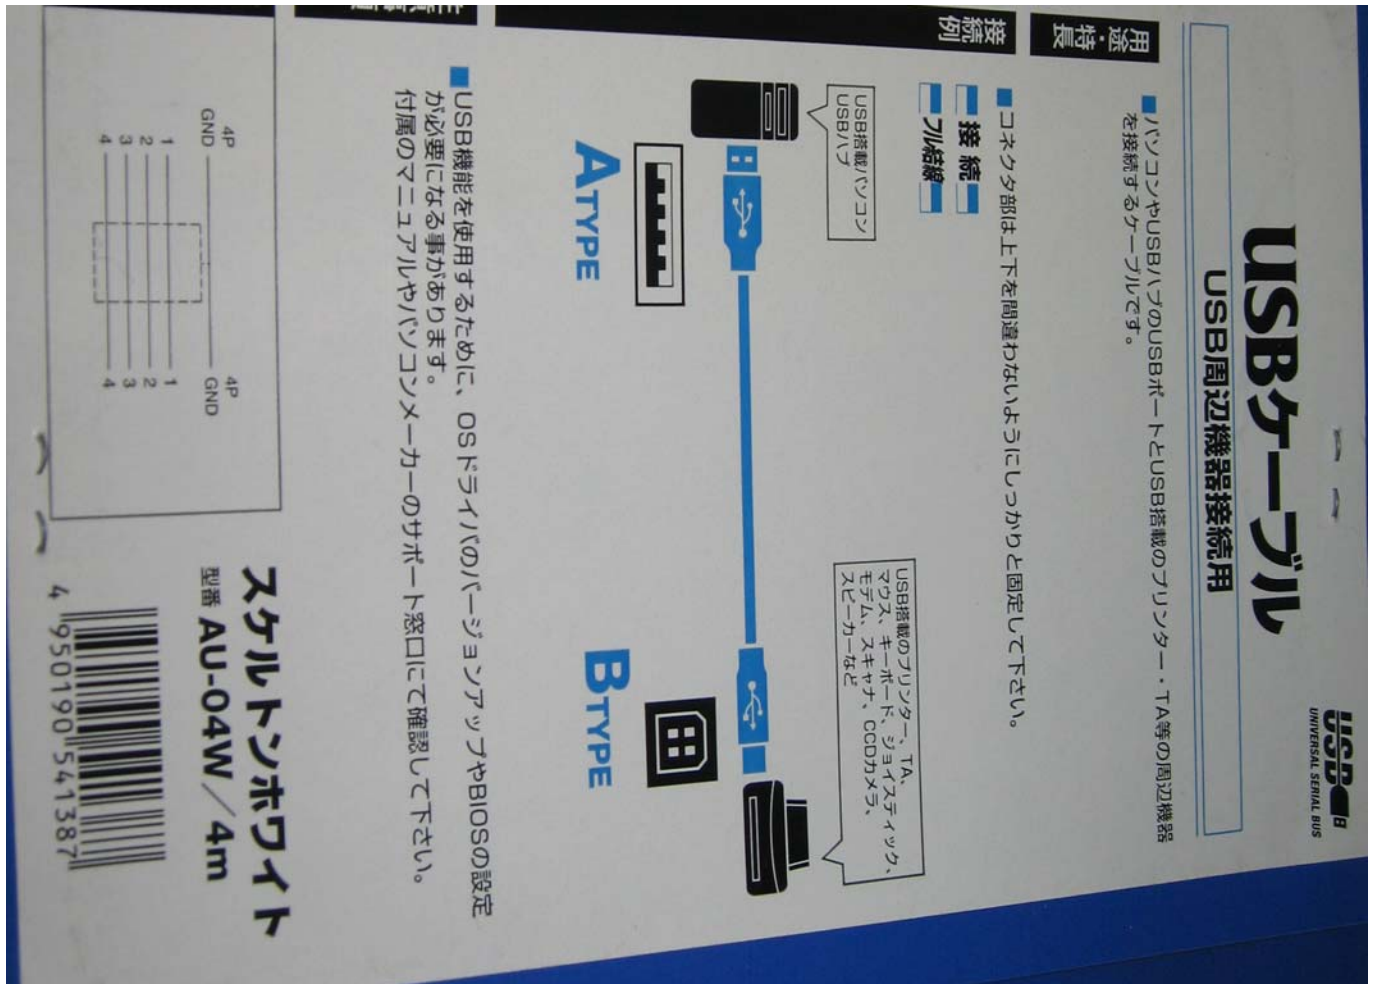 USB
UNIVERSAL SERIAL BUS
USBケーブル
USB周辺機器接続用
用途・特長
■パソコンやUSBハブのUSBポートとUSB搭載のプリンター・TA等の周辺機器
を接続するケーブルです。
接続例
■コネクタ部は上下を間違わないようにしっかりと固定して下さい。
接続
フル結線
USB搭載パソコン
USBハブ
USB搭載のプリンター、TA、
マウス、キーボード、ジョイスティック、
モデム、スキャナ、CCDカメラ、
スピーカーなど
A TYPE
B TYPE
■USB機能を使用するために、OSドライバのバージョンアップやBIOSの設定
が必要になる事があります。
付属のマニュアルやパソコンメーカーのサポート窓口にて確認して下さい。
4P 4P
GND GND
1 1
2 2
3 3
4 4
スケルトンホワイト
型番 AU-04W/4m
4 950190 541387